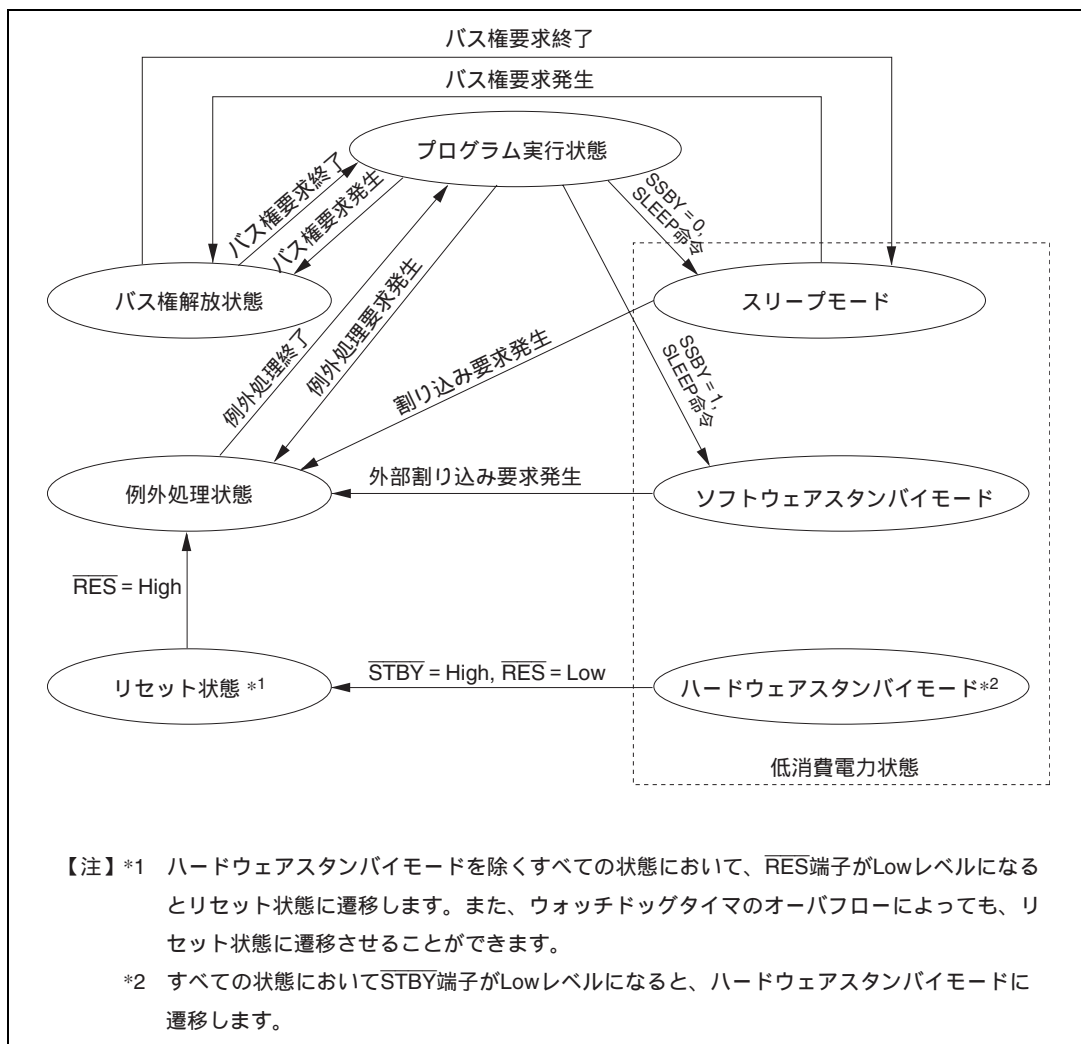 バス権要求終了
バス権要求発生
プログラム実行状態
バス権要求終了
バス権要求発生
SSBY = 0,
SLEEP命令
バス権解放状態
スリープモード
例外処理終了
例外処理要求発生
割り込み要求発生
SSBY = 1,
SLEEP命令
例外処理状態
外部割り込み要求発生
ソフトウェアスタンバイモード
RES = High
リセット状態 *1
STBY = High, RES = Low
ハードウェアスタンバイモード*2
低消費電力状態
【注】*1 ハードウェアスタンバイモードを除くすべての状態において、RES端子がLowレベルになる
とリセット状態に遷移します。また、ウォッチドッグタイマのオーバフローによっても、リ
セット状態に遷移させることができます。
*2 すべての状態においてSTBY端子がLowレベルになると、ハードウェアスタンバイモードに
遷移します。